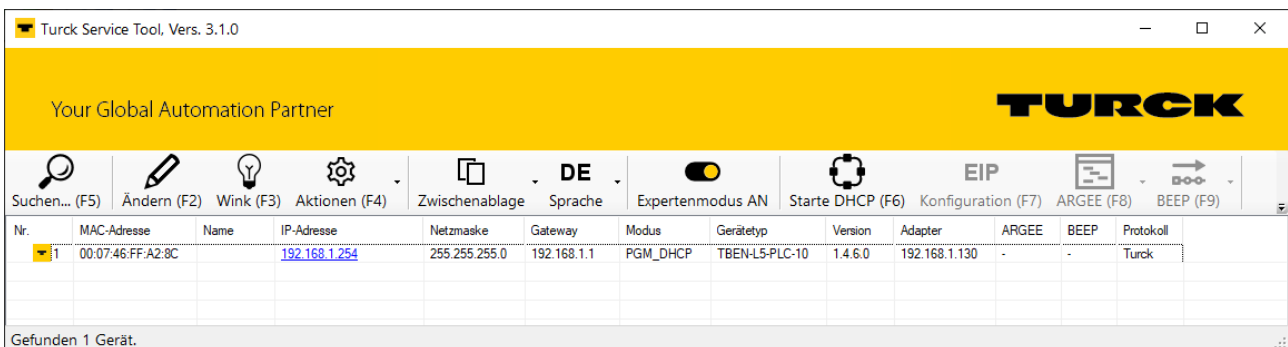 Turck Service Tool, Vers. 3.1.0
Your Global Automation Partner
TURCK
DE
EIP
Suchen... (F5) Ändern (F2) Wink (F3) Aktionen (F4) Zwischenablage Sprache Expertenmodus AN Starte DHCP (F6) Konfiguration (F7) ARGEE (F8) BEEP (F9)
Nr. MAC-Adresse Name IP-Adresse Netzmaske Gateway Modus Gerätetyp Version Adapter ARGEE BEEP Protokoll
1 00:07:46:FF:A2:8C 192.168.1.254 255.255.255.0 192.168.1.1 PGM_DHCP TBEN-L5-PLC-10 1.4.6.0 192.168.1.130 - - Turck
Gefunden 1 Gerät.